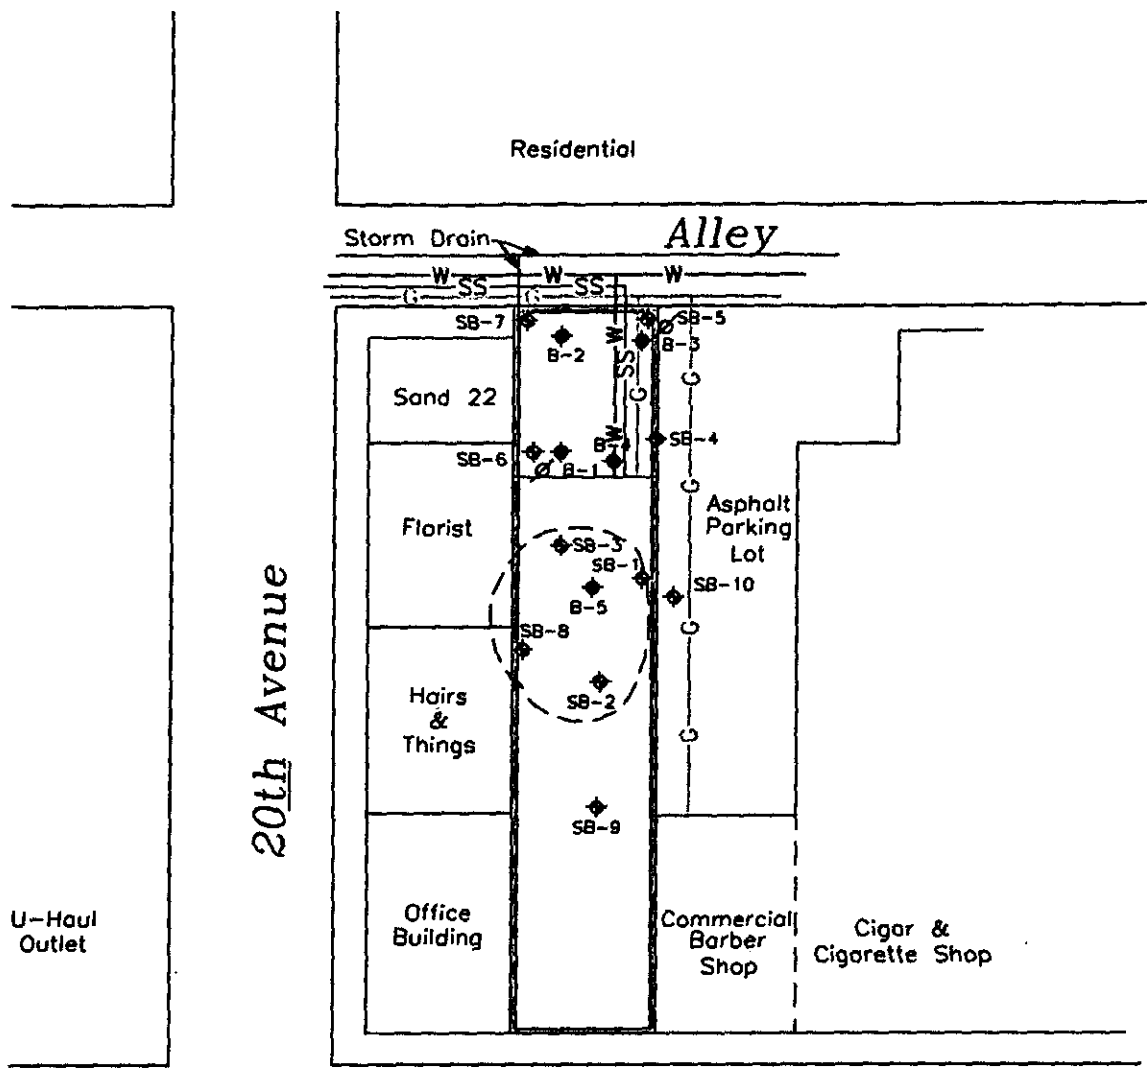 Residential
Alley
Storm Drain
W W W
SS SS
G G
SB-7
SB-5
B-2
B-3
W
SS
G
G
Sand 22
W
B-4
SB-4
SB-6
B-1
G
Florist
Asphalt
Parking
Lot
SB-3
SB-1
SB-10
B-5
G
SB-8
SB-2
Hairs
&
Things
G
20th Avenue
SB-9
U-Haul
Outlet
Office
Building
Commercial
Barber
Shop
Cigar &
Cigarette Shop